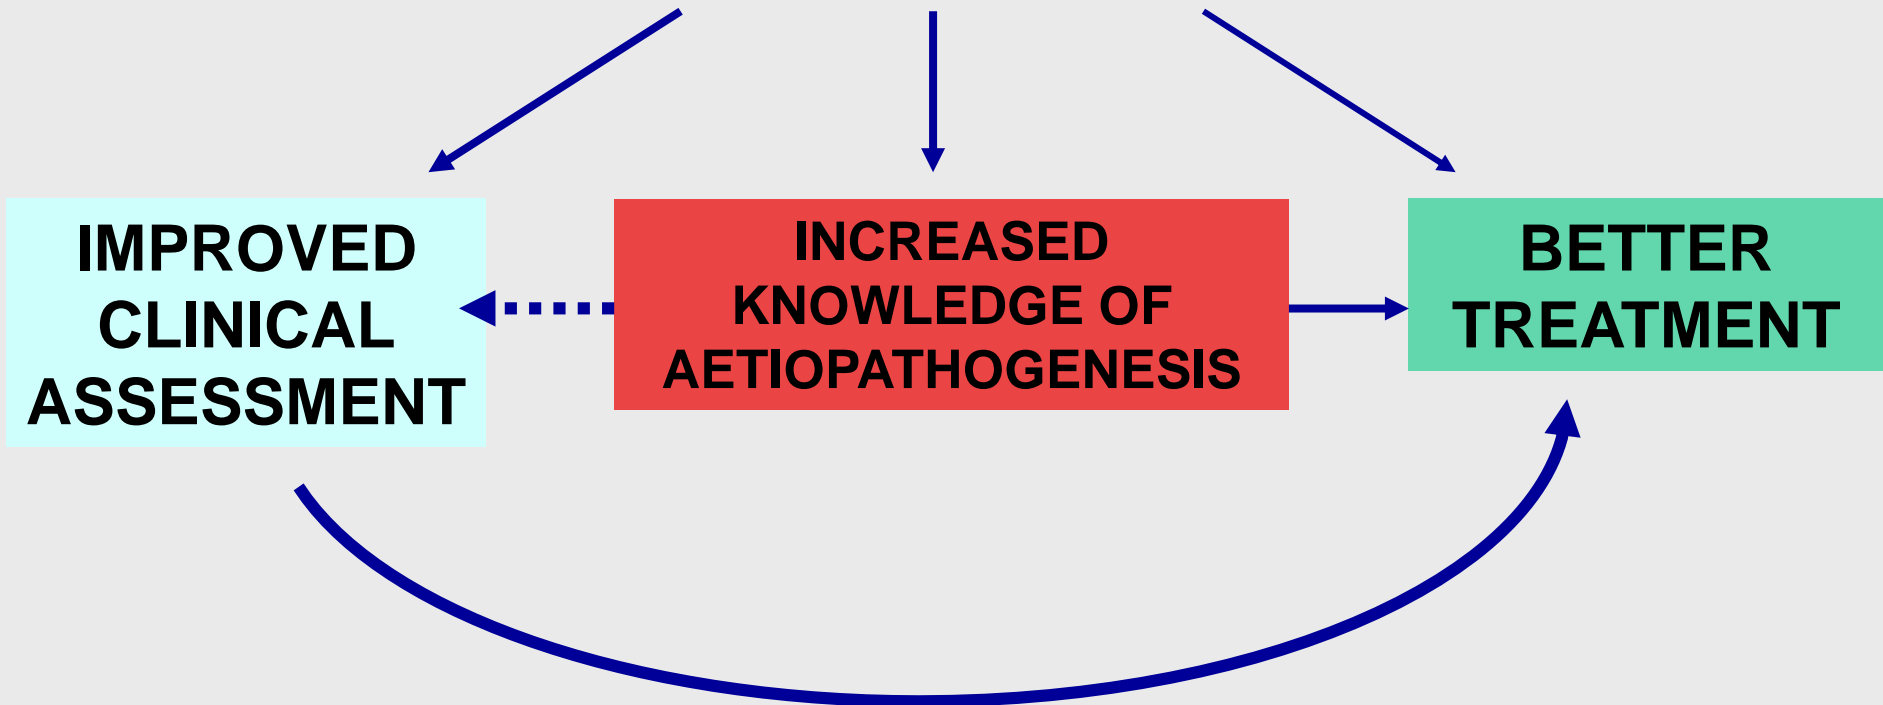 IMPROVED
CLINICAL
ASSESSMENT
INCREASED
KNOWLEDGE OF
AETIOPATHOGENESIS
BETTER
TREATMENT